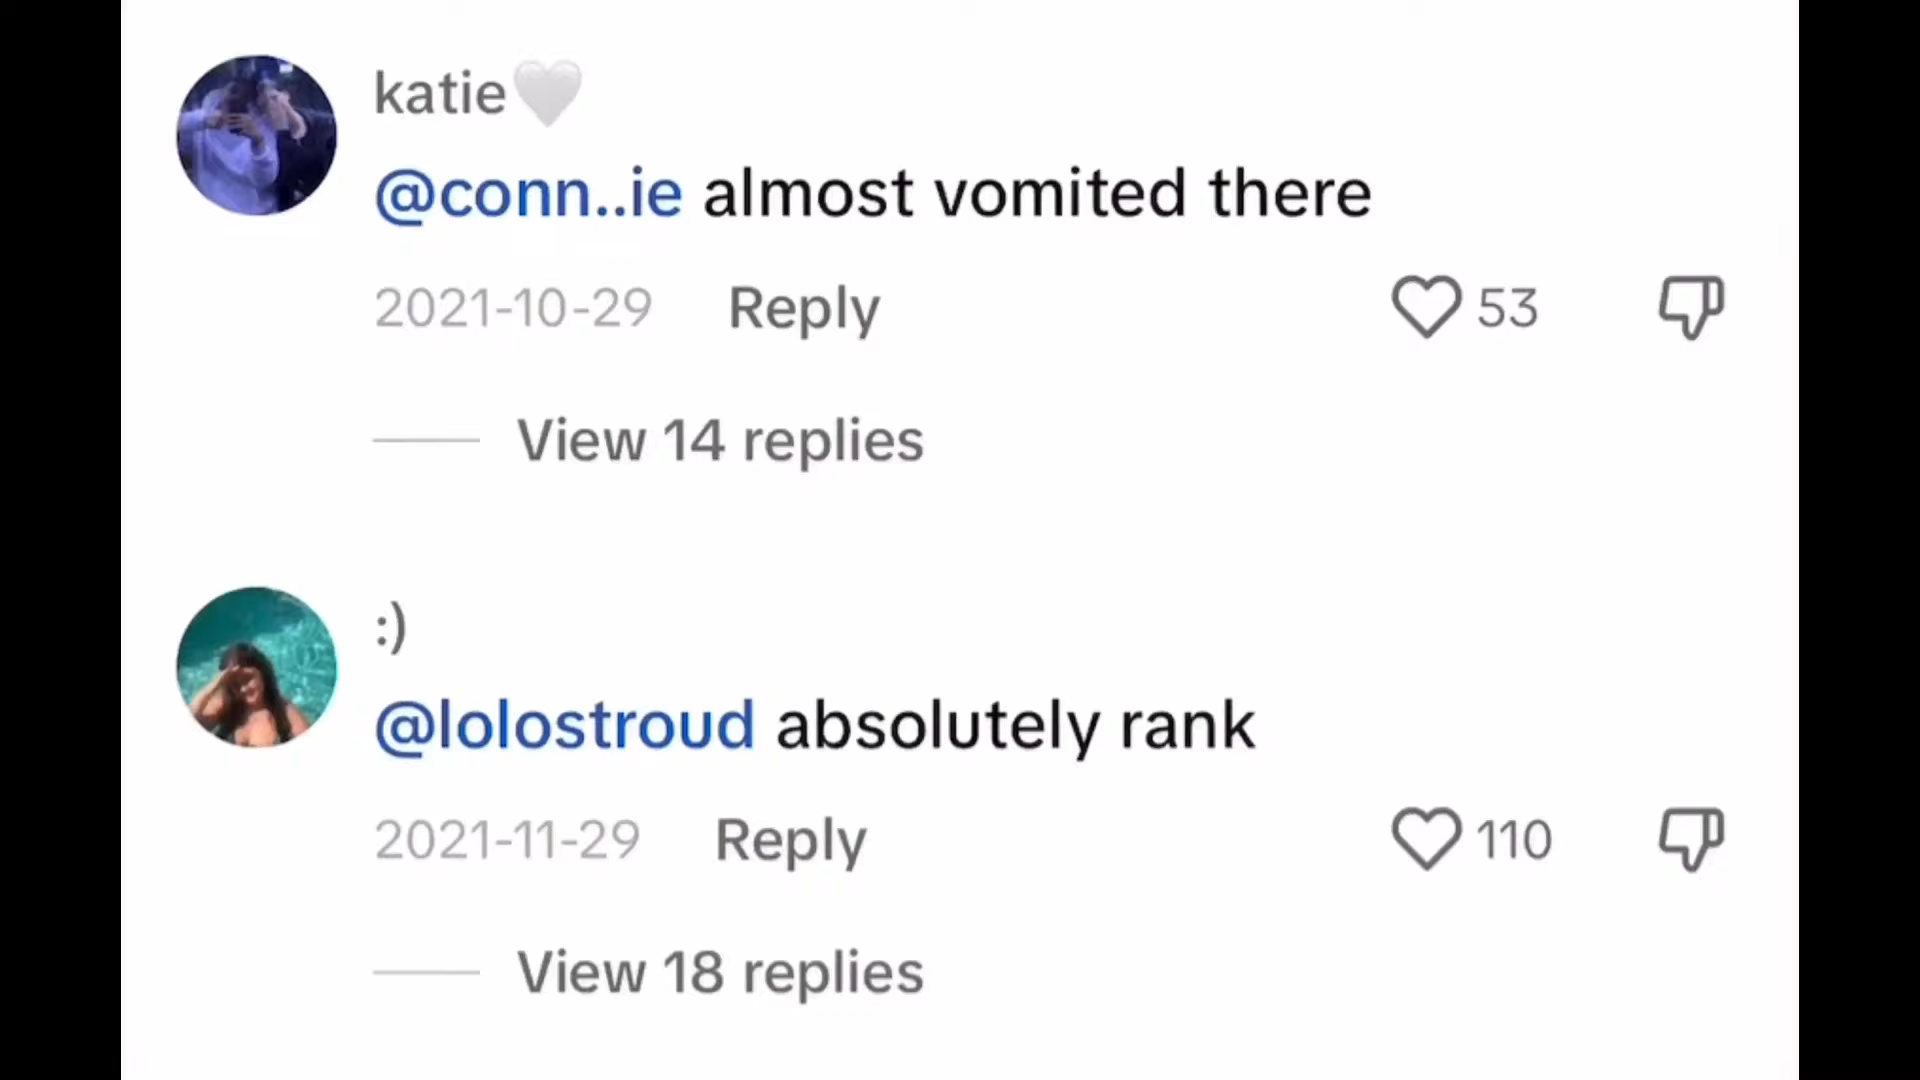 katie🤍
@conn..ie almost vomited there
2021-10-29 Reply 53
View 14 replies
:)
@lolostroud absolutely rank
2021-11-29 Reply 110
View 18 replies